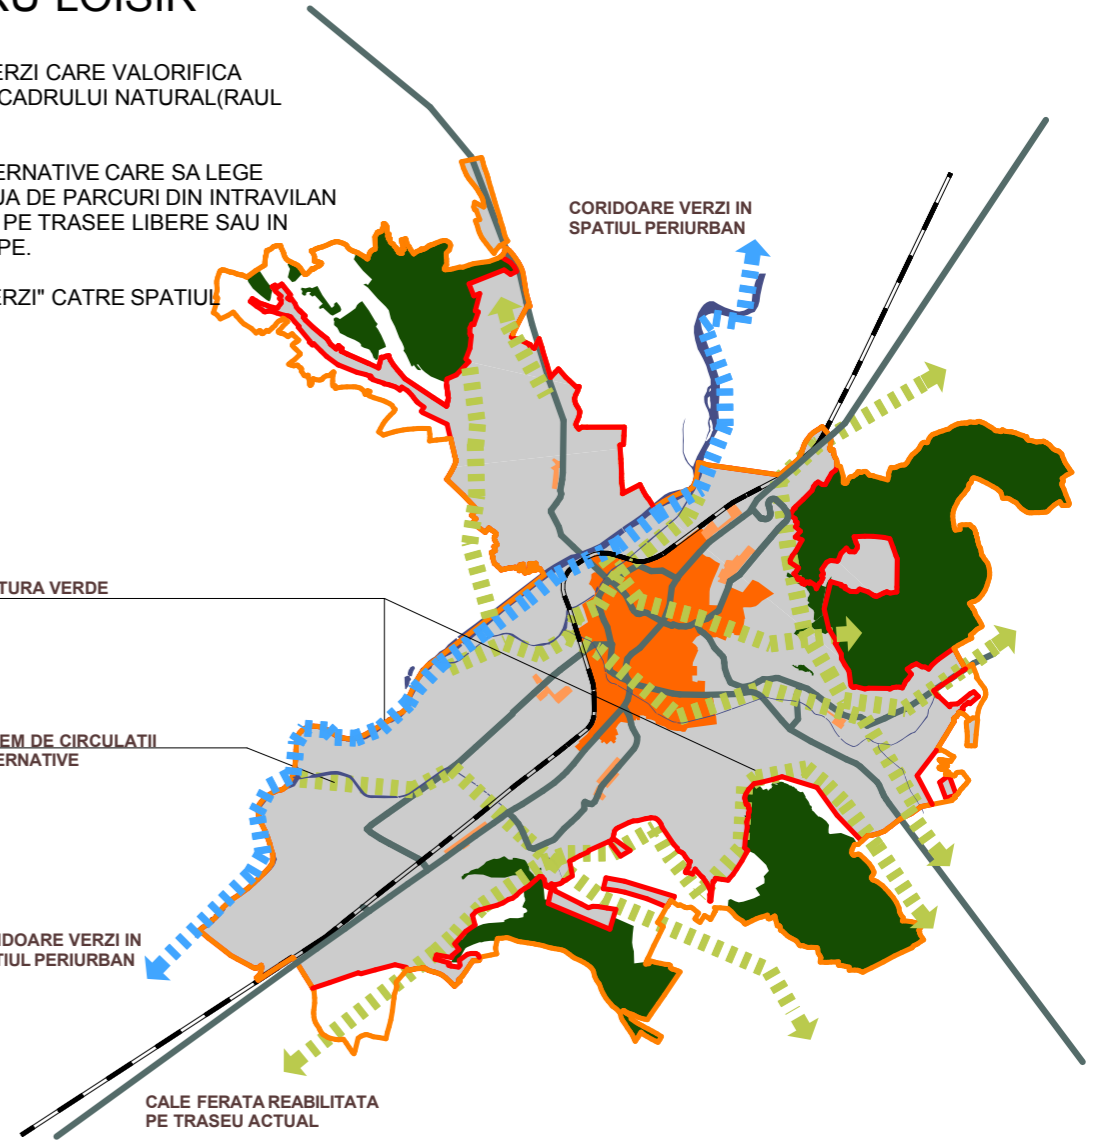 RU LOISIR
ERZI CARE VALORIFICA
CADRULUI NATURAL(RAUL
ERNATIVE CARE SA LEGE
UA DE PARCURI DIN INTRAVILAN
PE TRASEE LIBERE SAU IN
PE.
ERZI" CATRE SPATIUL
CORIDOARE VERZI IN
SPATIUL PERIURBAN
TURA VERDE
EM DE CIRCULATII
ERNATIVE
IDOARE VERZI IN
TIUL PERIURBAN
CALE FERATA REABILITATA
PE TRASEU ACTUAL